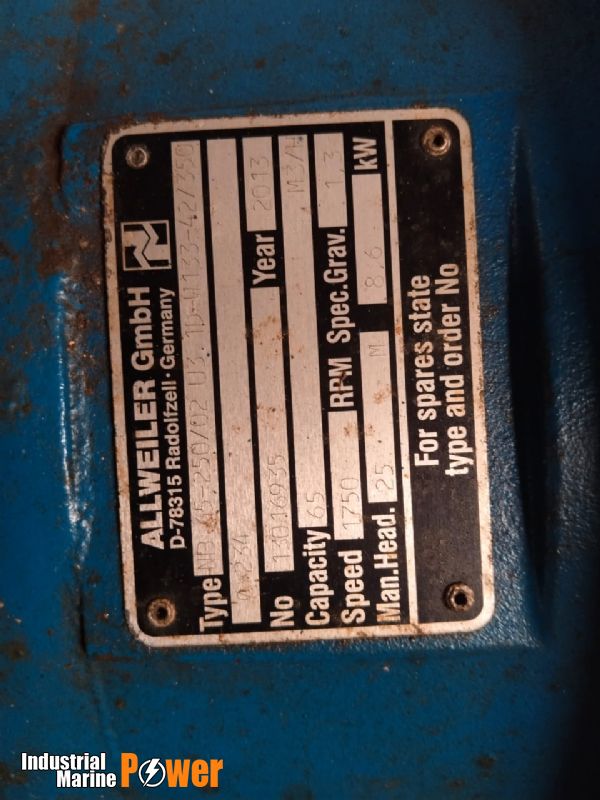 ALLWEILER GmbH
D-78315 Radolfzell · Germany
Type NB 65-250/02 U3.1D-W133-42/350
234
No 13016935 Year 2013
Capacity 65 M3/H
Speed 1750 RPM Spec.Grav. 1,3
Man.Head. 25 M 8,6 kW
For spares state
type and order No
Industrial
Marine Power